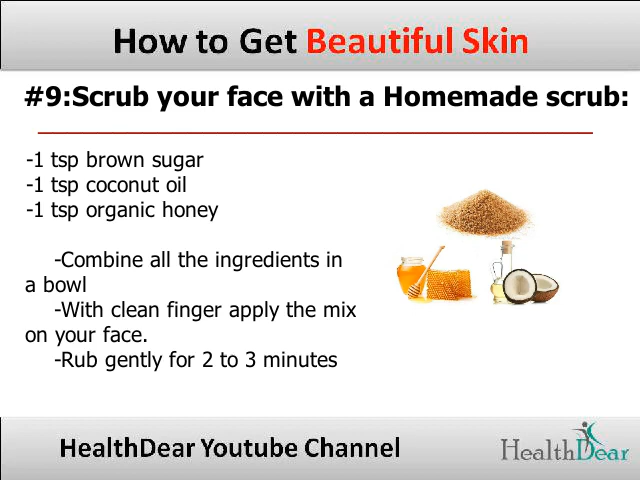 How to Get Beautiful Skin
#9:Scrub your face with a Homemade scrub:
-1 tsp brown sugar
-1 tsp coconut oil
-1 tsp organic honey
-Combine all the ingredients in
a bowl
-With clean finger apply the mix
on your face.
-Rub gently for 2 to 3 minutes
HealthDear Youtube Channel
HealthDear